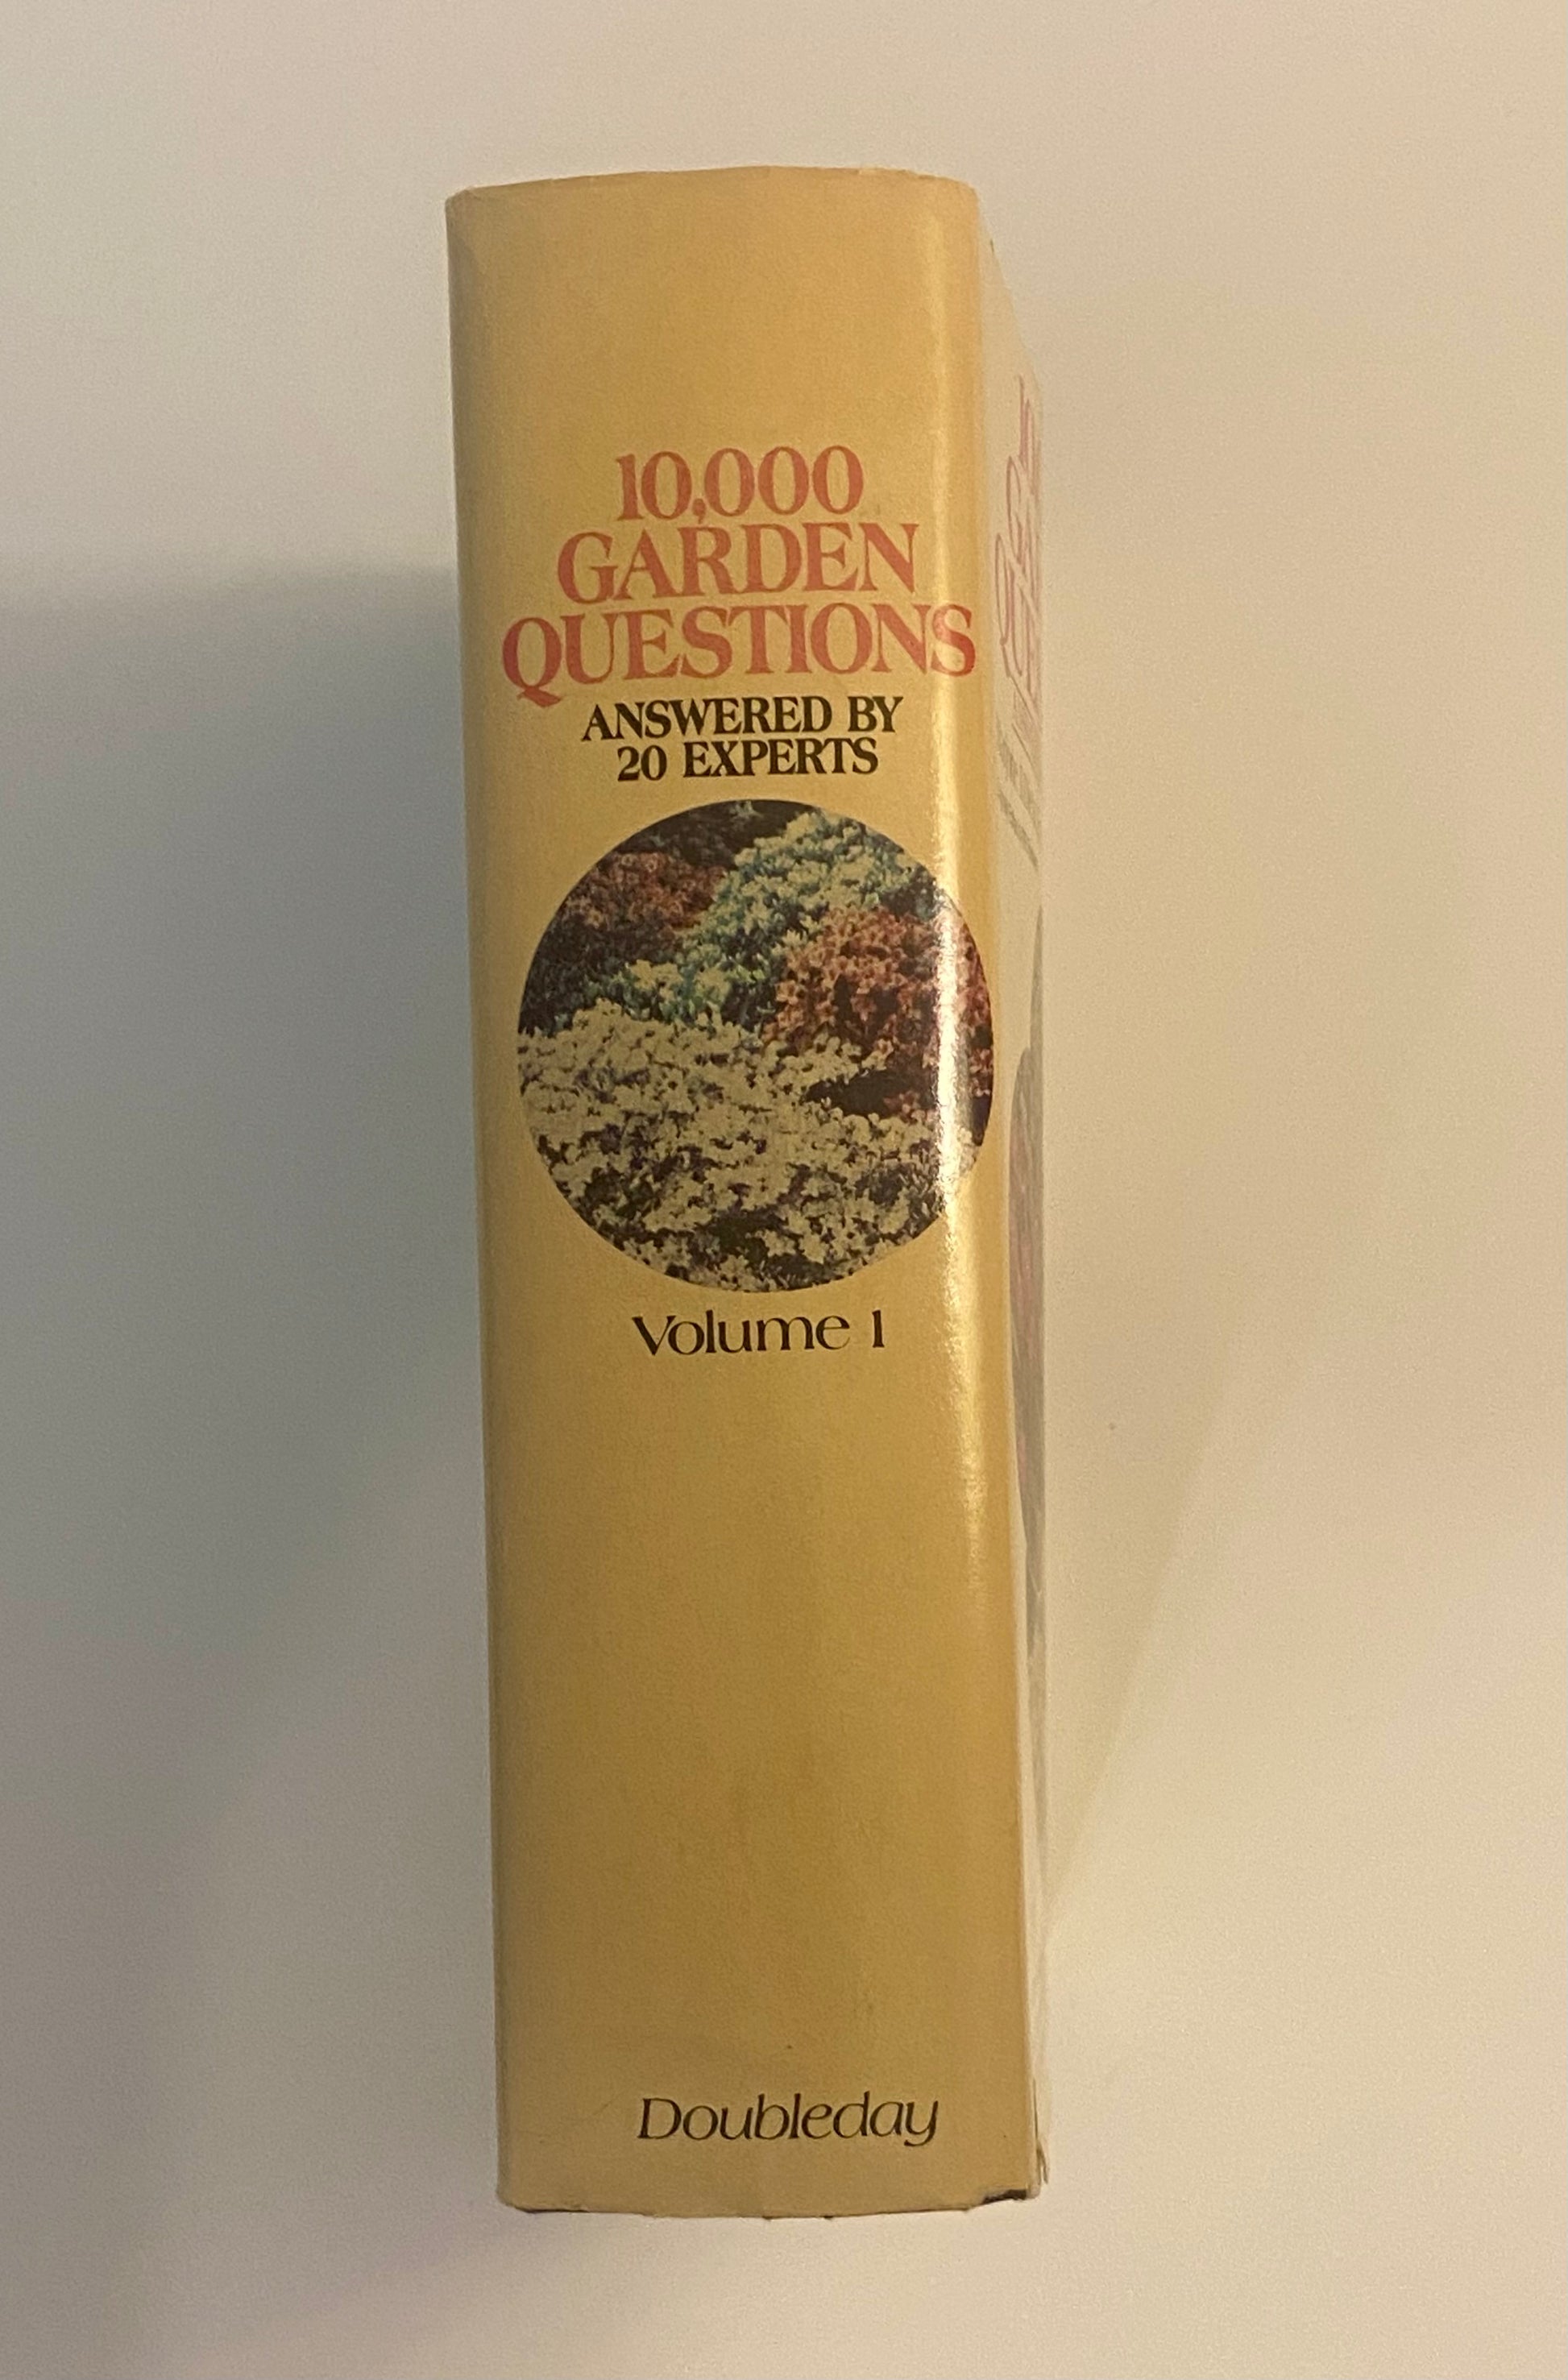 10,000
GARDEN
QUESTIONS
ANSWERED BY
20 EXPERTS
Volume 1
Doubleday